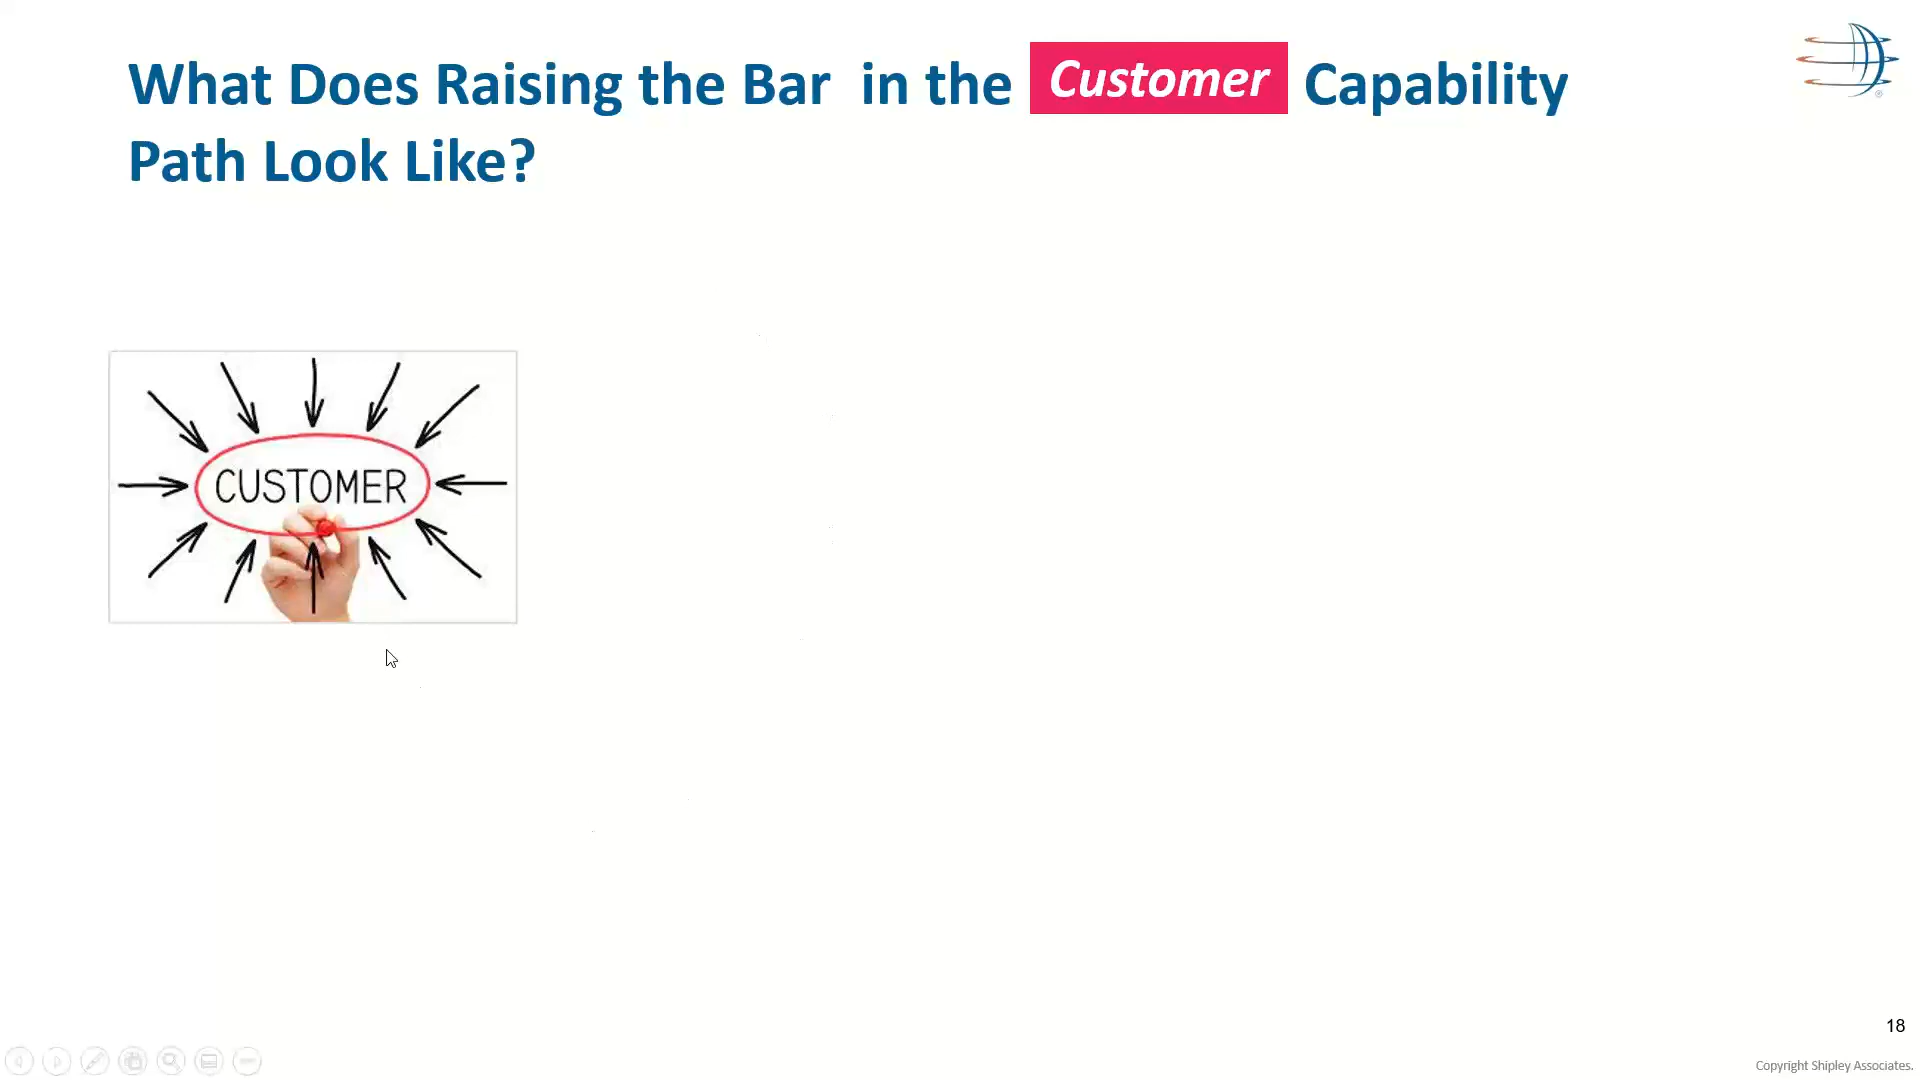 What Does Raising the Bar in the Customer Capability
Path Look Like?
CUSTOMER
18
Copyright Shipley Associates.